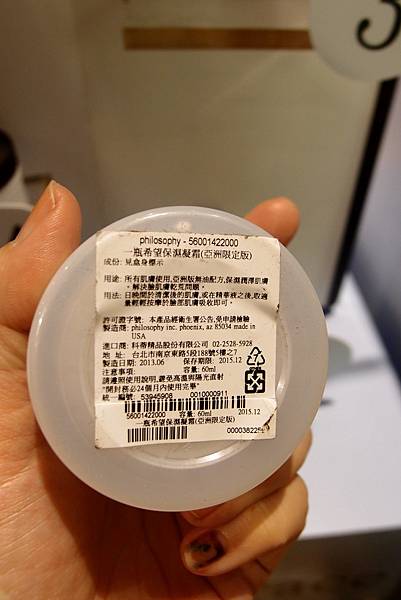 3
philosophy - 56001422000
一瓶希望保濕凝霜(亞洲限定版)
成份: 見盒身標示
用途: 所有肌膚使用,亞洲版無油配方,保濕潤澤肌膚
,解決臉肌膚乾荒問題。
用法: 日晚間於清潔後的肌膚,或在精華之後,取適
量輕輕按摩於臉部肌膚吸收即可。
許可證字號: 本產品經衛生署公告,免申請檢驗
製造商: philosophy inc. phoenix, az 85034 made in
USA
進口商: 科蒂精品股份有限公司 02-2528-5928
地 址: 台北市南京東路5段188號5樓之7
製造日期: 2013.06 保存期限: 2015.12
注意事項: 容量: 60ml
請遵照使用說明,避免高溫與陽光直射
"開封務必24個月內使用完畢"
統一編號: 53945908 0010000911
56001422000 容量: 60ml 2015.12
一瓶希望保濕凝霜(亞洲限定版)
00003822